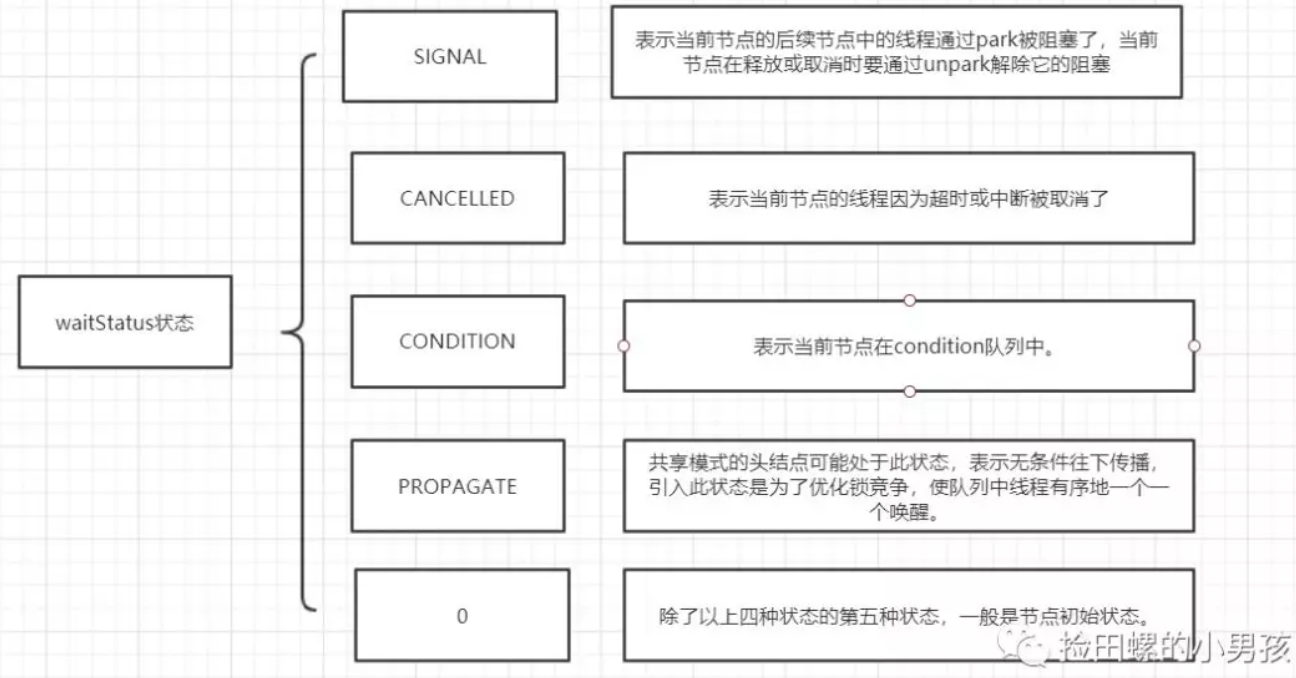 SIGNAL
表示当前节点的后续节点中的线程通过park被阻塞了，当前
节点在释放或取消时要通过unpark解除它的阻塞
CANCELLED
表示当前节点的线程因为超时或中断被取消了
waitStatus状态
CONDITION
表示当前节点在condition队列中。
PROPAGATE
共享模式的头结点可能处于此状态，表示无条件往下传播，
引入此状态是为了优化锁竞争，使队列中线程有序地一个一
个唤醒。
0
除了以上四种状态的第五种状态，一般是节点初始状态。
捡田螺的小男孩